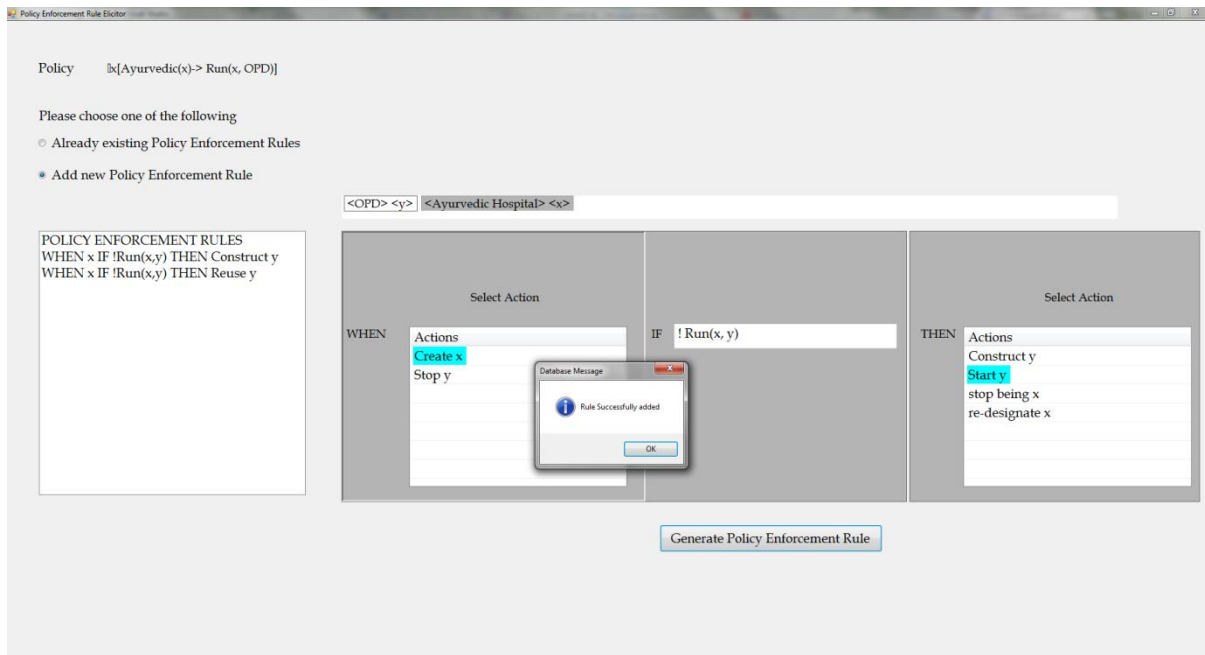 Policy Enforcement Rule Elicitor
Policy x[Ayurvedic(x)-> Run(x, OPD)]
Please choose one of the following
Already existing Policy Enforcement Rules
Add new Policy Enforcement Rule
<OPD> <y> <Ayurvedic Hospital> <x>
POLICY ENFORCEMENT RULES
WHEN x IF !Run(x,y) THEN Construct y
WHEN x IF !Run(x,y) THEN Reuse y
Select Action
WHEN
Actions
Create x
Stop y
IF ! Run(x, y)
Select Action
THEN
Actions
Construct y
Start y
stop being x
re-designate x
Database Message
Rule Successfully added
OK
Generate Policy Enforcement Rule